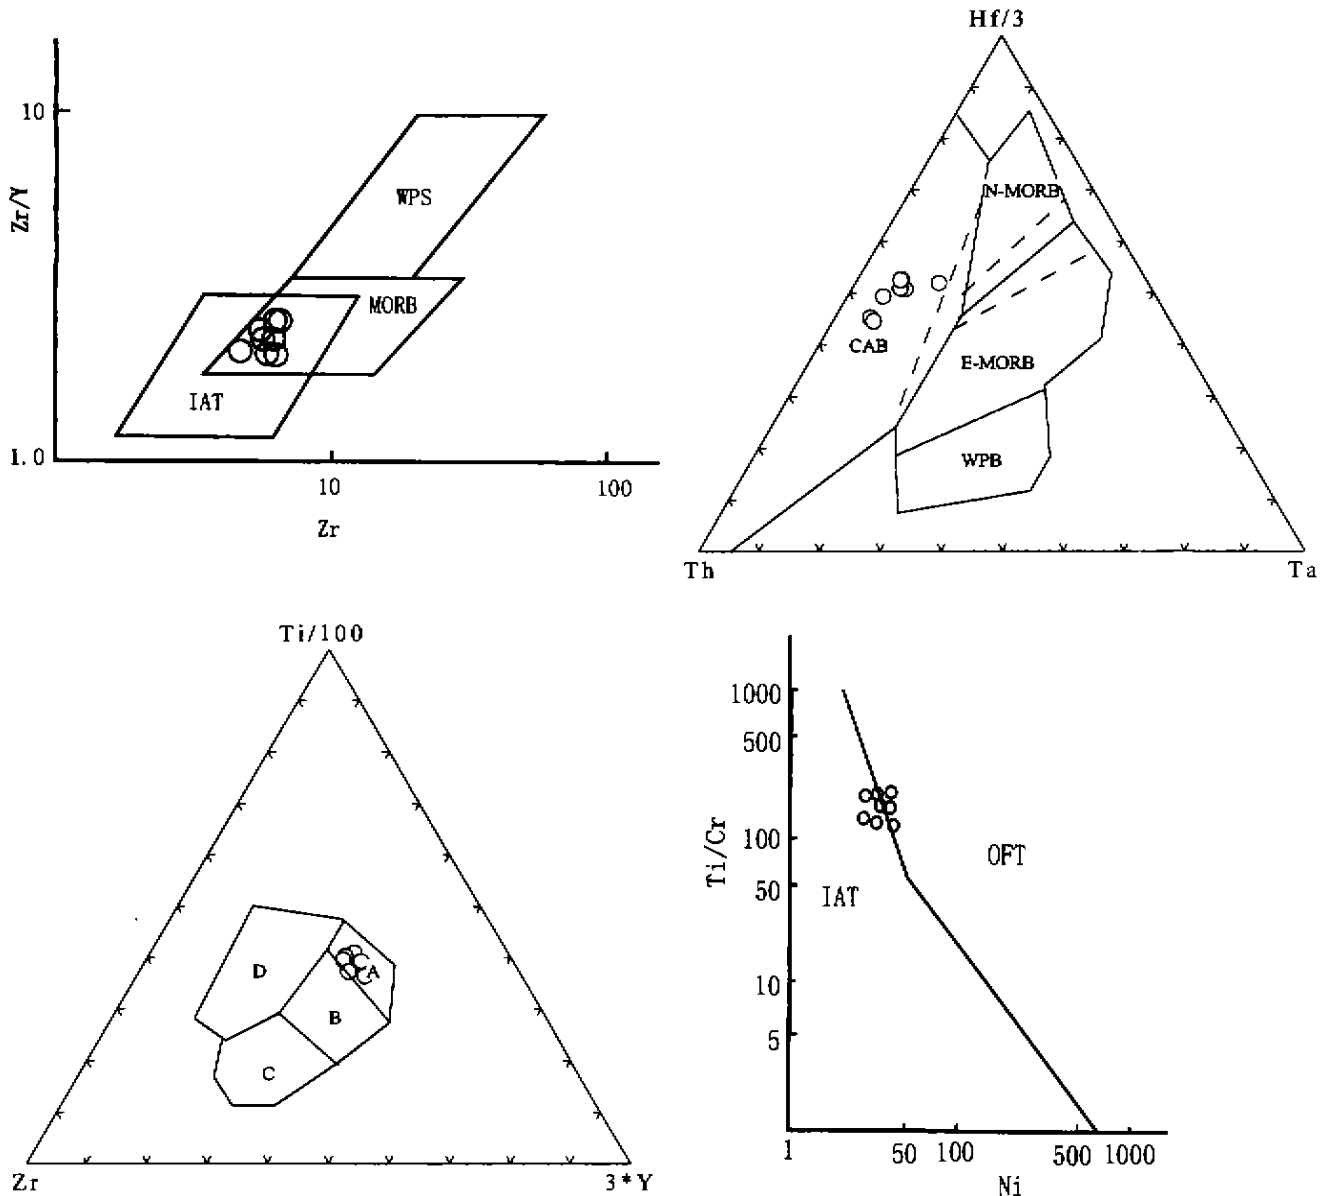 10
Zr/Y
WPS
MORB
IAT
1.0
10
100
Zr
Hf/3
N-MORB
CAB
E-MORB
WPB
Th
Ta
Ti/100
D
A
B
C
Zr
3*Y
1000
500
Ti/Cr
100
OFT
50
IAT
10
5
1
50
100
500
1000
Ni